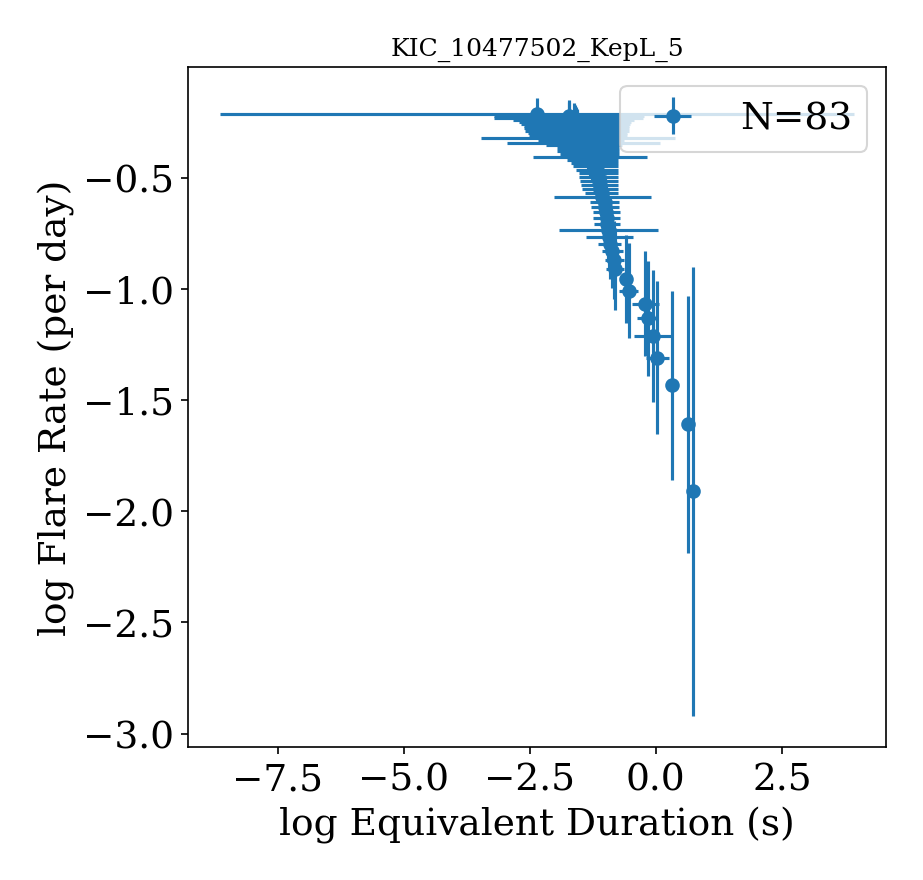 KIC_10477502_KepL_5
N=83
−0.5
−1.0
−1.5
−2.0
−2.5
−3.0
log Flare Rate (per day)
−7.5 −5.0 −2.5 0.0 2.5
log Equivalent Duration (s)